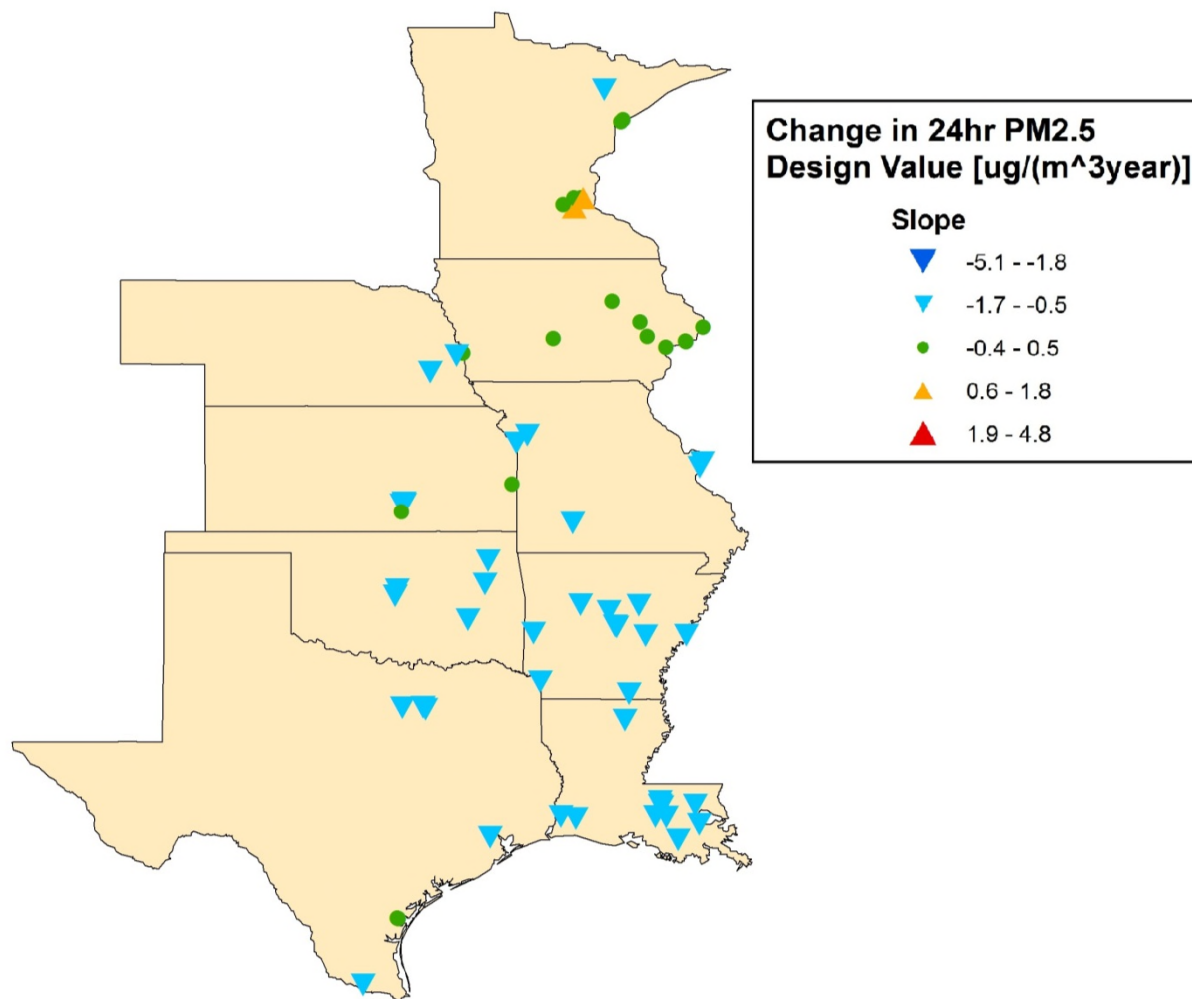 Change in 24hr PM2.5
Design Value [ug/(m^3year)]
Slope
-5.1 - -1.8
-1.7 - -0.5
-0.4 - 0.5
0.6 - 1.8
1.9 - 4.8